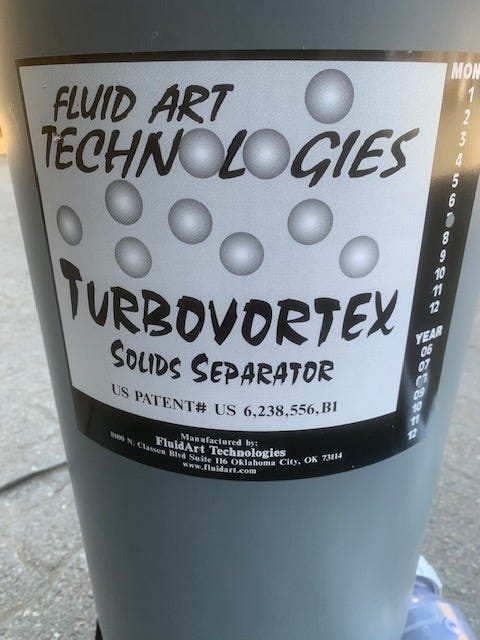 FLUID ART
TECHNOLOGIES
TURBOVORTEX
SOLIDS SEPARATOR
US PATENT# US 6,238,556,B1
Manufactured by:
FluidArt Technologies
8100 N. Classen Blvd Suite 116 Oklahoma City, OK 73114
www.fluidart.com
MON
1
2
3
4
5
6
8
9
10
11
12
YEAR
06
07
09
10
11
12